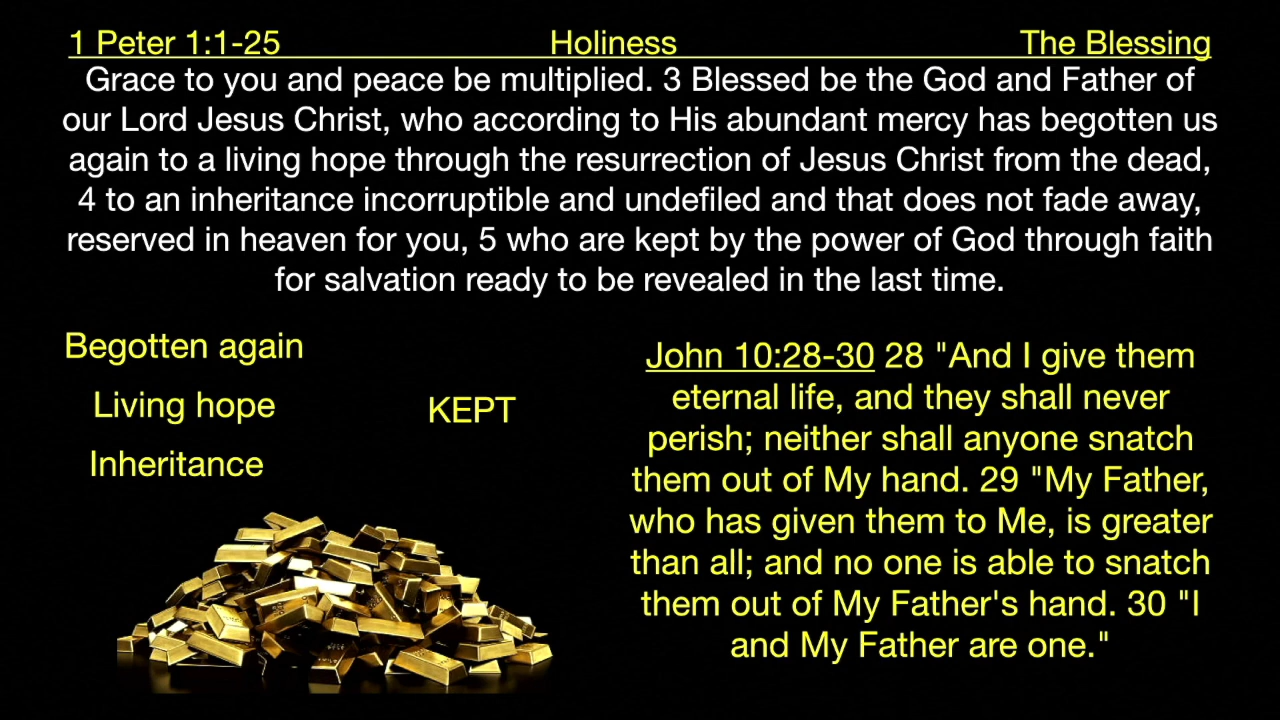 1 Peter 1:1-25 Holiness The Blessing
Grace to you and peace be multiplied. 3 Blessed be the God and Father of
our Lord Jesus Christ, who according to His abundant mercy has begotten us
again to a living hope through the resurrection of Jesus Christ from the dead,
4 to an inheritance incorruptible and undefiled and that does not fade away,
reserved in heaven for you, 5 who are kept by the power of God through faith
for salvation ready to be revealed in the last time.
Begotten again
Living hope
Inheritance
KEPT
John 10:28-30 28 "And I give them
eternal life, and they shall never
perish; neither shall anyone snatch
them out of My hand. 29 "My Father,
who has given them to Me, is greater
than all; and no one is able to snatch
them out of My Father's hand. 30 "I
and My Father are one."